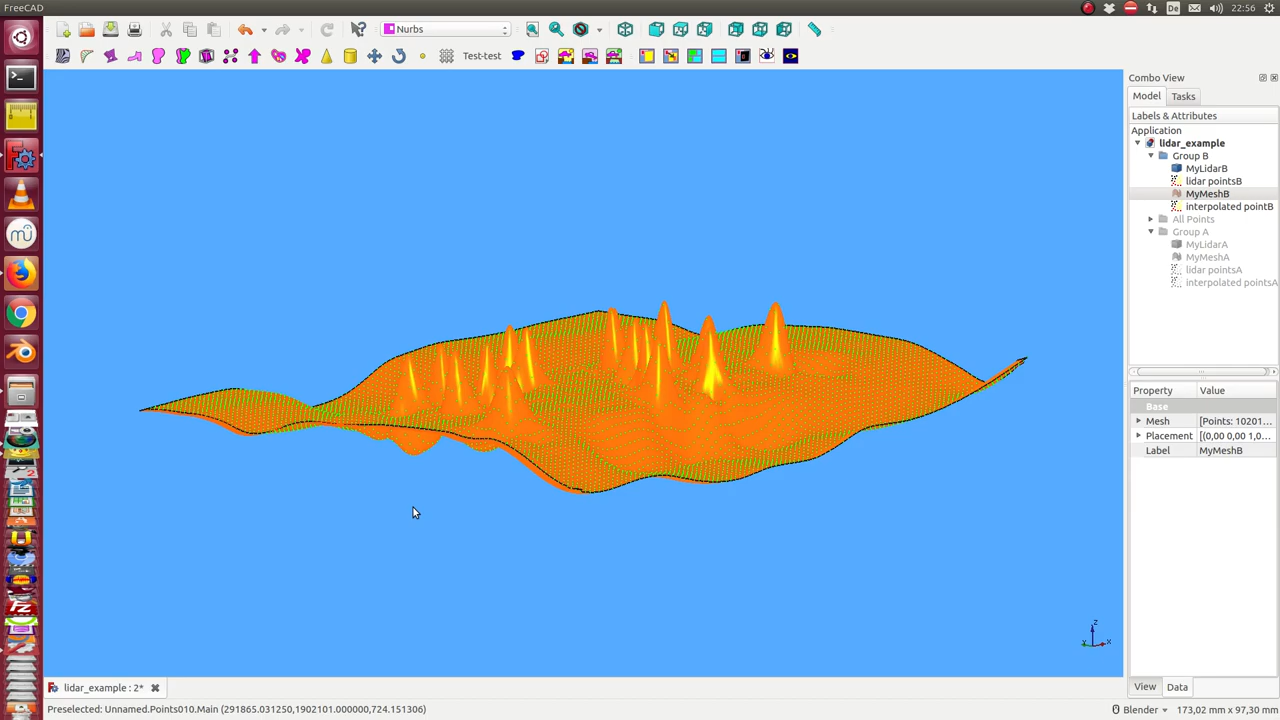 FreeCAD
De
22:56
Nurbs
Test-test
Combo View
Model
Tasks
Labels & Attributes
Application
lidar_example
Group B
MyLidarB
lidar pointsB
MyMeshB
interpolated pointB
All Points
Group A
MyLidarA
MyMeshA
lidar pointsA
interpolated pointsA
Property
Value
Base
Mesh
[Points: 10201...
Placement
[(0,00 0,00 1,0...
Label
MyMeshB
Z
Y
X
View
Data
lidar_example : 2*
Preselected: Unnamed.Points010.Main (291865.031250,1902101.000000,724.151306)
Blender
173,02 mm x 97,30 mm